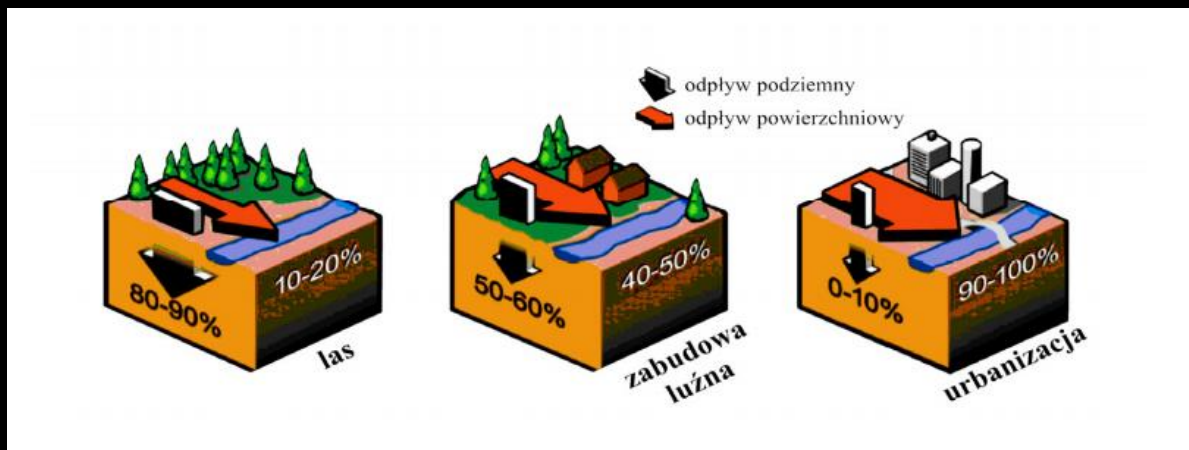 odpływ podziemny
odpływ powierzchniowy
80-90%
10-20%
las
50-60%
40-50%
zabudowa
luźna
0-10%
90-100%
urbanizacja